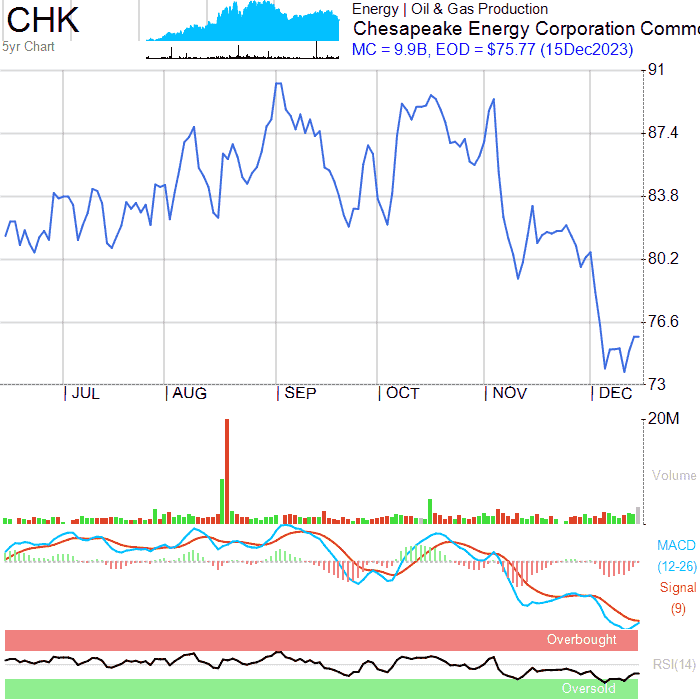 CHK
5yr Chart
Energy | Oil & Gas Production
Chesapeake Energy Corporation Commo
MC = 9.9B, EOD = $75.77 (15Dec2023)
91
87.4
83.8
80.2
76.6
73
JUL AUG SEP OCT NOV DEC
20M
Volume
MACD
(12-26)
Signal
(9)
Overbought
RSI(14)
Oversold